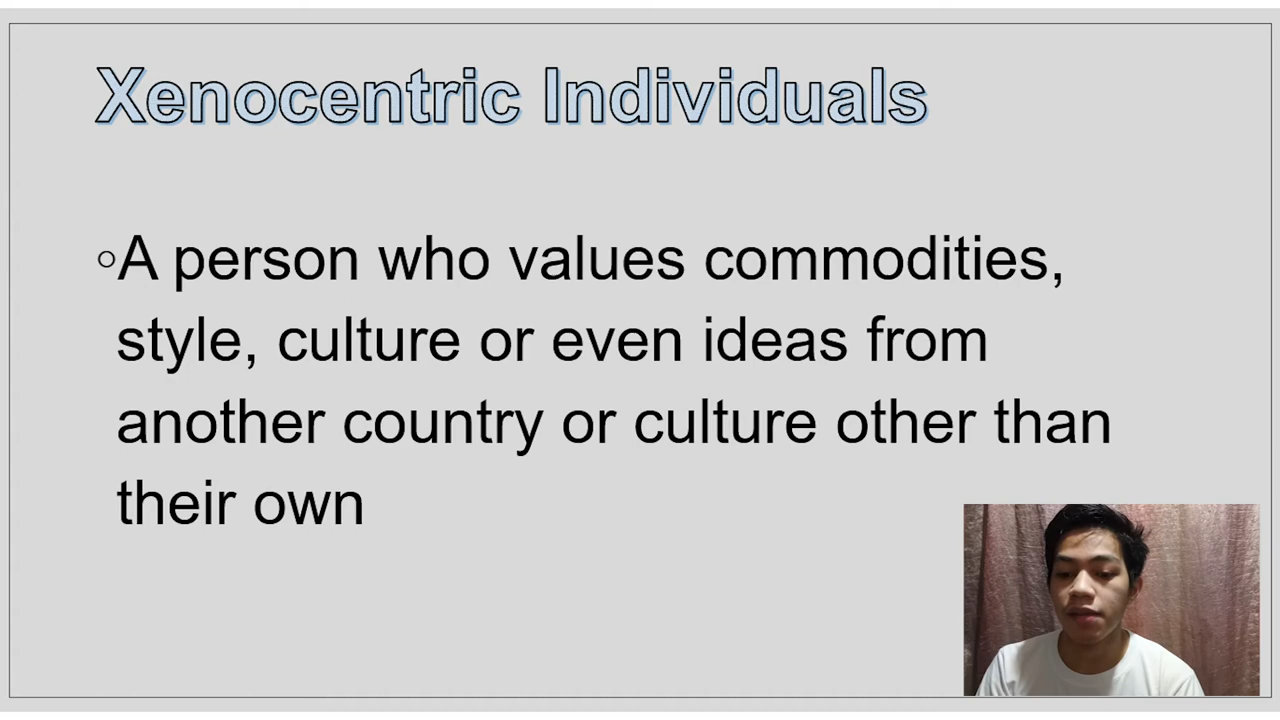 Xenocentric Individuals
◦A person who values commodities,
style, culture or even ideas from
another country or culture other than
their own